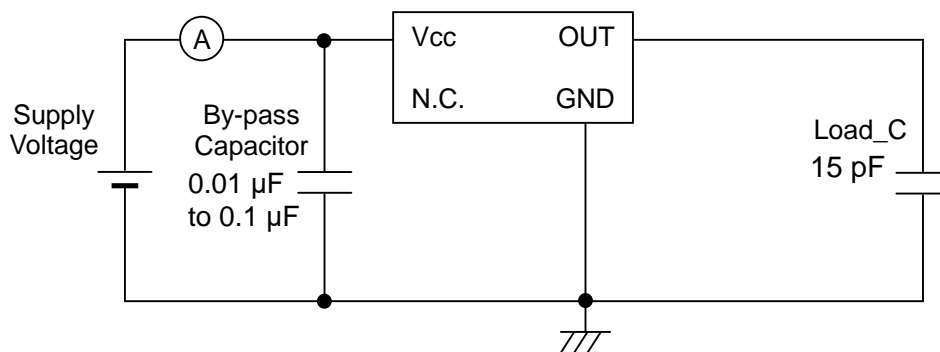 A
Vcc OUT
N.C. GND
Supply
Voltage
By-pass
Capacitor
0.01 µF
to 0.1 µF
Load_C
15 pF